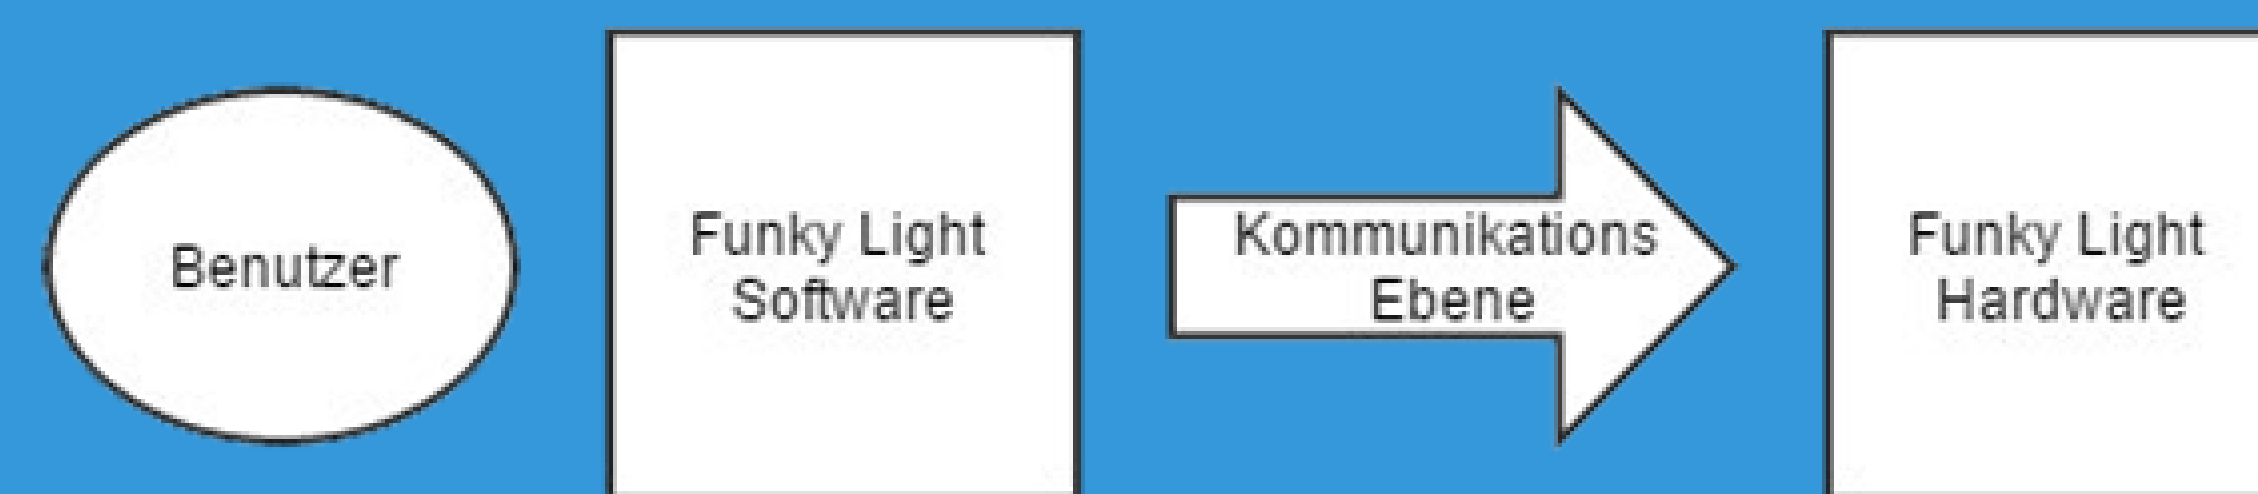 Benutzer
Funky Light
Software
Kommunikations
Ebene
Funky Light
Hardware